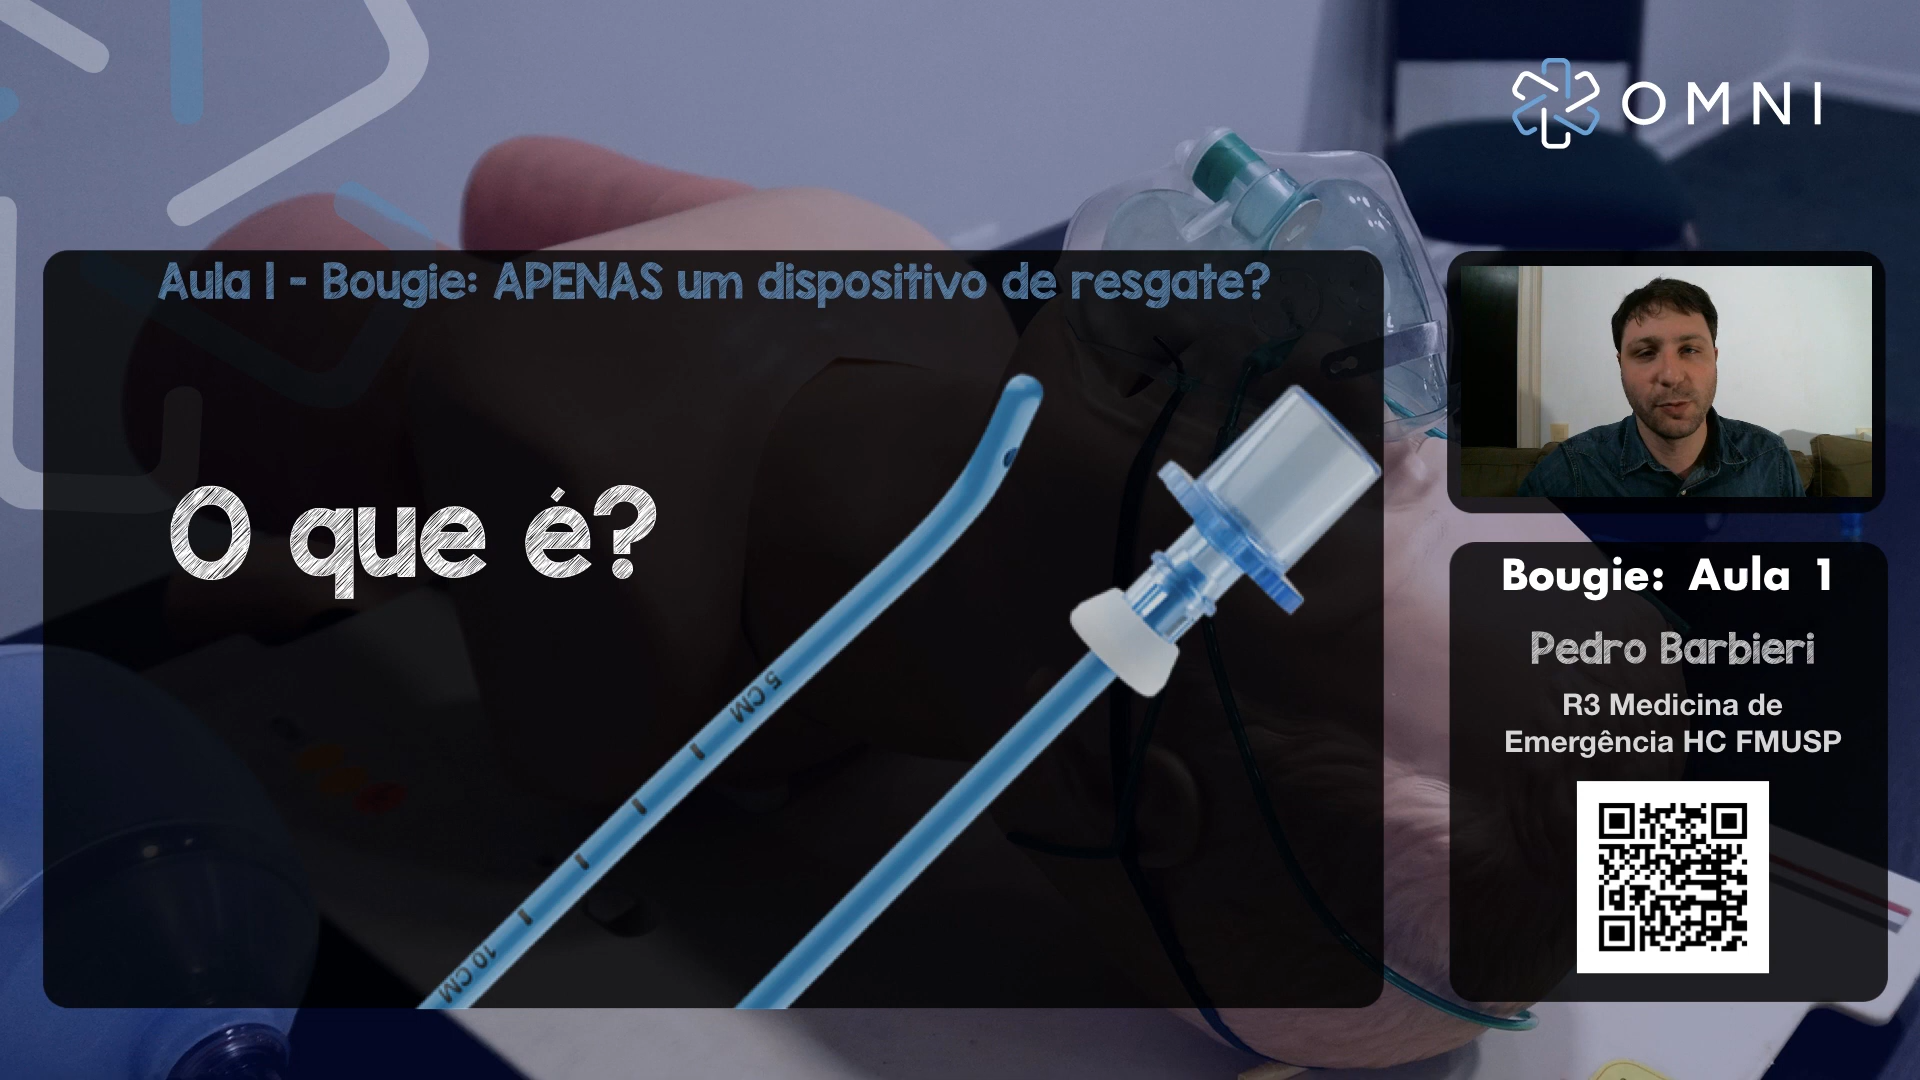 OMNI
Aula 1 - Bougie: APENAS um dispositivo de resgate?
O que é?
5 CM
10 CM
Bougie: Aula 1
Pedro Barbieri
R3 Medicina de
Emergência HC FMUSP